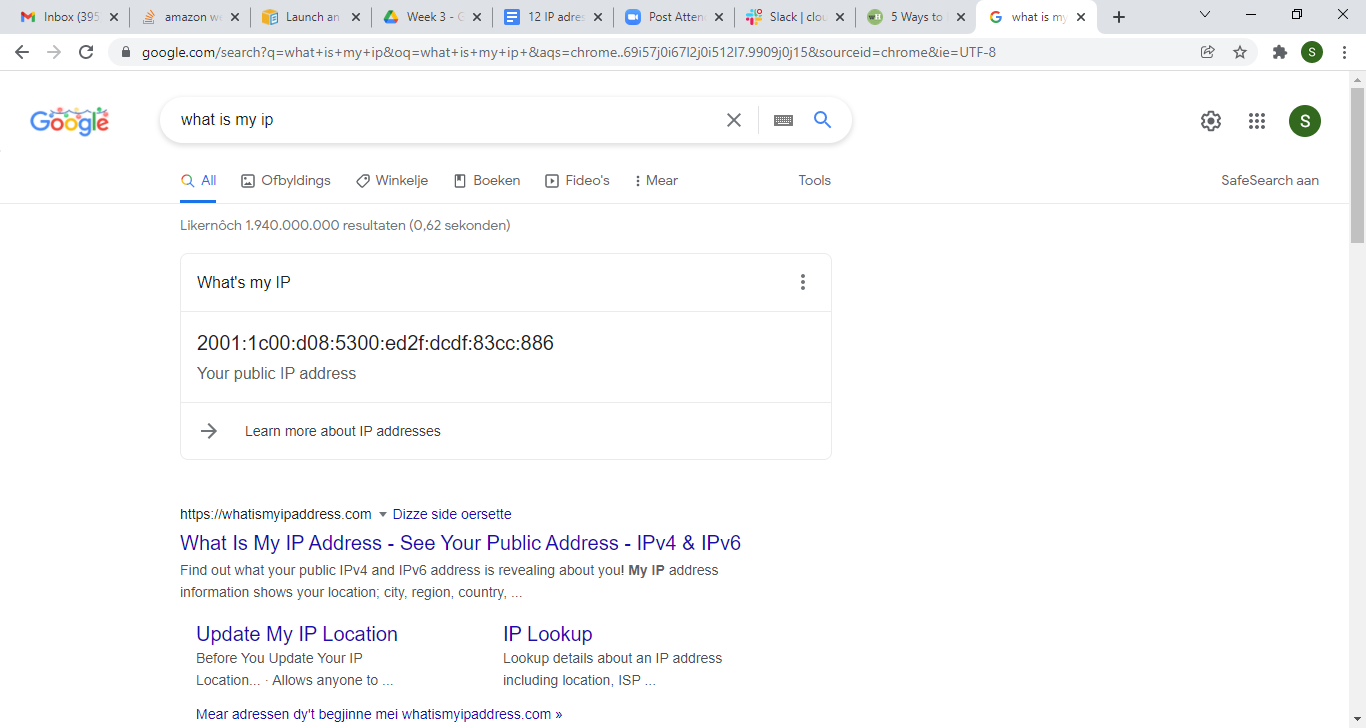 Inbox (395 amazon we Launch an Week 3 - G 12 IP adres Post Atten Slack | clou 5 Ways to what is my
google.com/search?q=what+is+my+ip&oq=what+is+my+ip+&aqs=chrome..69i57j0i67l2j0i512l7.9909j0j15&sourceid=chrome&ie=UTF-8 S
Google what is my ip S
All Ofbyldings Winkelje Boeken Fideo's Mear Tools SafeSearch aan
Likernôch 1.940.000.000 resultaten (0,62 sekonden)
What's my IP
2001:1c00:d08:5300:ed2f:dcdf:83cc:886
Your public IP address
Learn more about IP addresses
https://whatismyipaddress.com Dizze side oersette
What Is My IP Address - See Your Public Address - IPv4 & IPv6
Find out what your public IPv4 and IPv6 address is revealing about you! My IP address
information shows your location; city, region, country, ...
Update My IP Location IP Lookup
Before You Update Your IP Lookup details about an IP address
Location... · Allows anyone to ... including location, ISP ...
Mear adressen dy't begjinne mei whatismyipaddress.com »